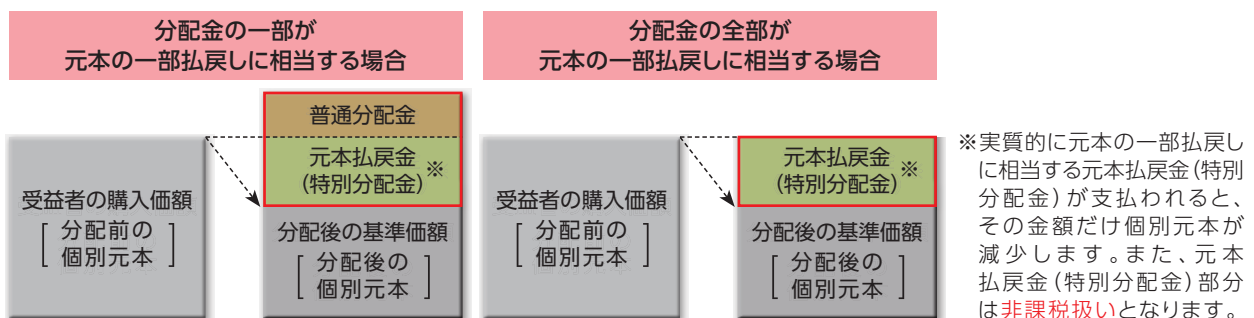 分配金の一部が
元本の一部払戻しに相当する場合
普通分配金
元本払戻金
(特別分配金)
※
受益者の購入価額
[ 分配前の
個別元本 ]
分配後の基準価額
[ 分配後の
個別元本 ]
分配金の全部が
元本の一部払戻しに相当する場合
元本払戻金
(特別分配金)
※
受益者の購入価額
[ 分配前の
個別元本 ]
分配後の基準価額
[ 分配後の
個別元本 ]
※実質的に元本の一部払戻し
に相当する元本払戻金(特別
分配金)が支払われると、
その金額だけ個別元本が
減少します。また、元本
払戻金(特別分配金)部分
は非課税扱いとなります。